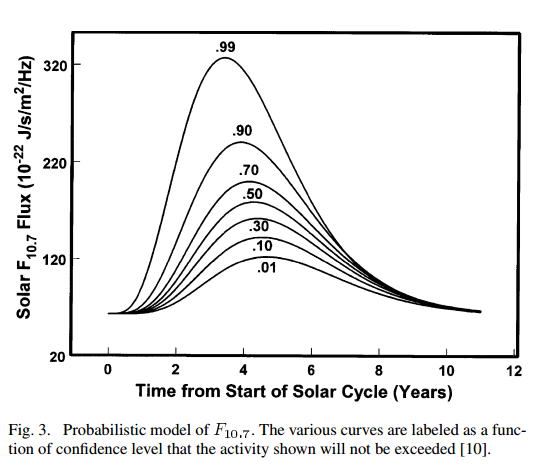 Solar F10.7 Flux (10-22 J/s/m2/Hz)
320
220
120
20
.99
.90
.70
.50
.30
.10
.01
0 2 4 6 8 10 12
Time from Start of Solar Cycle (Years)
Fig. 3. Probabilistic model of F10.7. The various curves are labeled as a func-
tion of confidence level that the activity shown will not be exceeded [10].